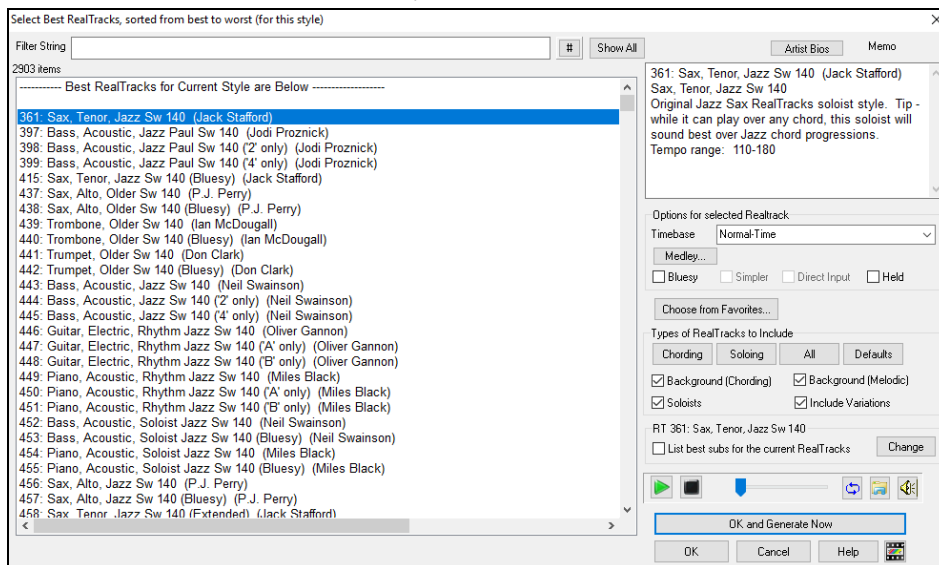 Select Best RealTracks, sorted from best to worst (for this style)
Filter String
#
Show All
Artist Bios
Memo
2903 items
----------- Best RealTracks for Current Style are Below -------------------
361: Sax, Tenor, Jazz Sw 140 (Jack Stafford)
397: Bass, Acoustic, Jazz Paul Sw 140 (Jodi Proznick)
398: Bass, Acoustic, Jazz Paul Sw 140 ('2' only) (Jodi Proznick)
399: Bass, Acoustic, Jazz Paul Sw 140 ('4' only) (Jodi Proznick)
415: Sax, Tenor, Jazz Sw 140 (Bluesy) (Jack Stafford)
437: Sax, Alto, Older Sw 140 (P.J. Perry)
438: Sax, Alto, Older Sw 140 (Bluesy) (P.J. Perry)
439: Trombone, Older Sw 140 (Ian McDougall)
440: Trombone, Older Sw 140 (Bluesy) (Ian McDougall)
441: Trumpet, Older Sw 140 (Don Clark)
442: Trumpet, Older Sw 140 (Bluesy) (Don Clark)
443: Bass, Acoustic, Jazz Sw 140 (Neil Swainson)
444: Bass, Acoustic, Jazz Sw 140 ('2' only) (Neil Swainson)
445: Bass, Acoustic, Jazz Sw 140 ('4' only) (Neil Swainson)
446: Guitar, Electric, Rhythm Jazz Sw 140 (Oliver Gannon)
447: Guitar, Electric, Rhythm Jazz Sw 140 ('A' only) (Oliver Gannon)
448: Guitar, Electric, Rhythm Jazz Sw 140 ('B' only) (Oliver Gannon)
449: Piano, Acoustic, Rhythm Jazz Sw 140 (Miles Black)
450: Piano, Acoustic, Rhythm Jazz Sw 140 ('A' only) (Miles Black)
451: Piano, Acoustic, Rhythm Jazz Sw 140 ('B' only) (Miles Black)
452: Bass, Acoustic, Soloist Jazz Sw 140 (Neil Swainson)
453: Bass, Acoustic, Soloist Jazz Sw 140 (Bluesy) (Neil Swainson)
454: Piano, Acoustic, Soloist Jazz Sw 140 (Miles Black)
455: Piano, Acoustic, Soloist Jazz Sw 140 (Bluesy) (Miles Black)
456: Sax, Alto, Jazz Sw 140 (P.J. Perry)
457: Sax, Alto, Jazz Sw 140 (Bluesy) (P.J. Perry)
458: Sax, Tenor, Jazz Sw 140 (Extended) (Jack Stafford)
361: Sax, Tenor, Jazz Sw 140 (Jack Stafford)
Sax, Tenor, Jazz Sw 140
Original Jazz Sax RealTracks soloist style. Tip -
while it can play over any chord, this soloist will
sound best over Jazz chord progressions.
Tempo range: 110-180
Options for selected Realtrack
Timebase
Normal-Time
Medley...
Bluesy
Simpler
Direct Input
Held
Choose from Favorites...
Types of RealTracks to Include
Chording
Soloing
All
Defaults
Background (Chording)
Background (Melodic)
Soloists
Include Variations
RT 361: Sax, Tenor, Jazz Sw 140
List best subs for the current RealTracks
Change
OK and Generate Now
OK
Cancel
Help